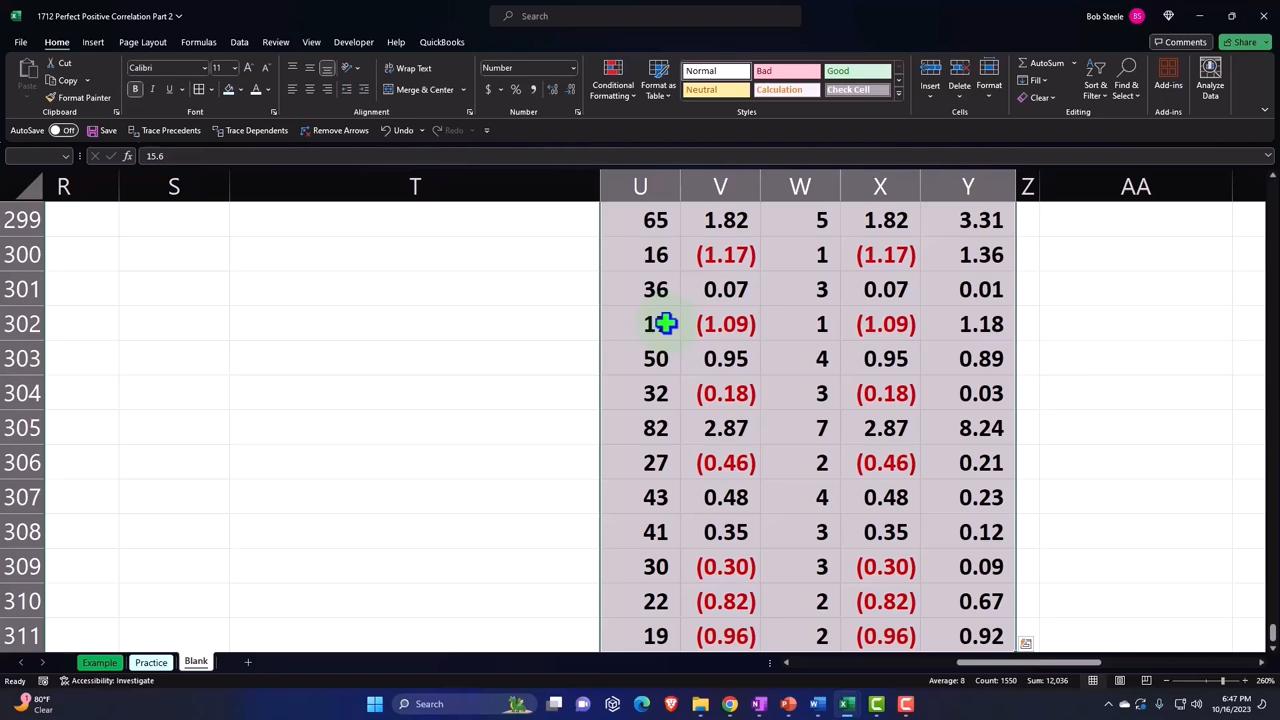 1712 Perfect Positive Correlation Part 2
Search
Bob Steele BS
File Home Insert Page Layout Formulas Data Review View Developer Help QuickBooks Comments Share
Cut Calibri 11 Wrap Text Number Normal Bad Good AutoSum
Copy Conditional Formatting Format as Table Insert Delete Format Fill Sort & Filter Find & Select Add-ins Analyze Data
Format Painter Merge & Center Neutral Calculation Check Cell Clear
Alignment Number Styles Cells Editing Add-ins
AutoSave Off Save Trace Precedents Trace Dependents Remove Arrows Undo Redo
15.6
R S T U V W X Y Z AA
299 65 1.82 5 1.82 3.31
300 16 (1.17) 1 (1.17) 1.36
301 36 0.07 3 0.07 0.01
302 (1.09) 1 (1.09) 1.18
303 50 0.95 4 0.95 0.89
304 32 (0.18) 3 (0.18) 0.03
305 82 2.87 7 2.87 8.24
306 27 (0.46) 2 (0.46) 0.21
307 43 0.48 4 0.48 0.23
308 41 0.35 3 0.35 0.12
309 30 (0.30) 3 (0.30) 0.09
310 22 (0.82) 2 (0.82) 0.67
311 19 (0.96) 2 (0.96) 0.92
Example Practice Blank
Ready Accessibility: Investigate Average: 8 Count: 1550 Sum: 12,036 260%
80°F
Clear
Search
6:47 PM
10/16/2023